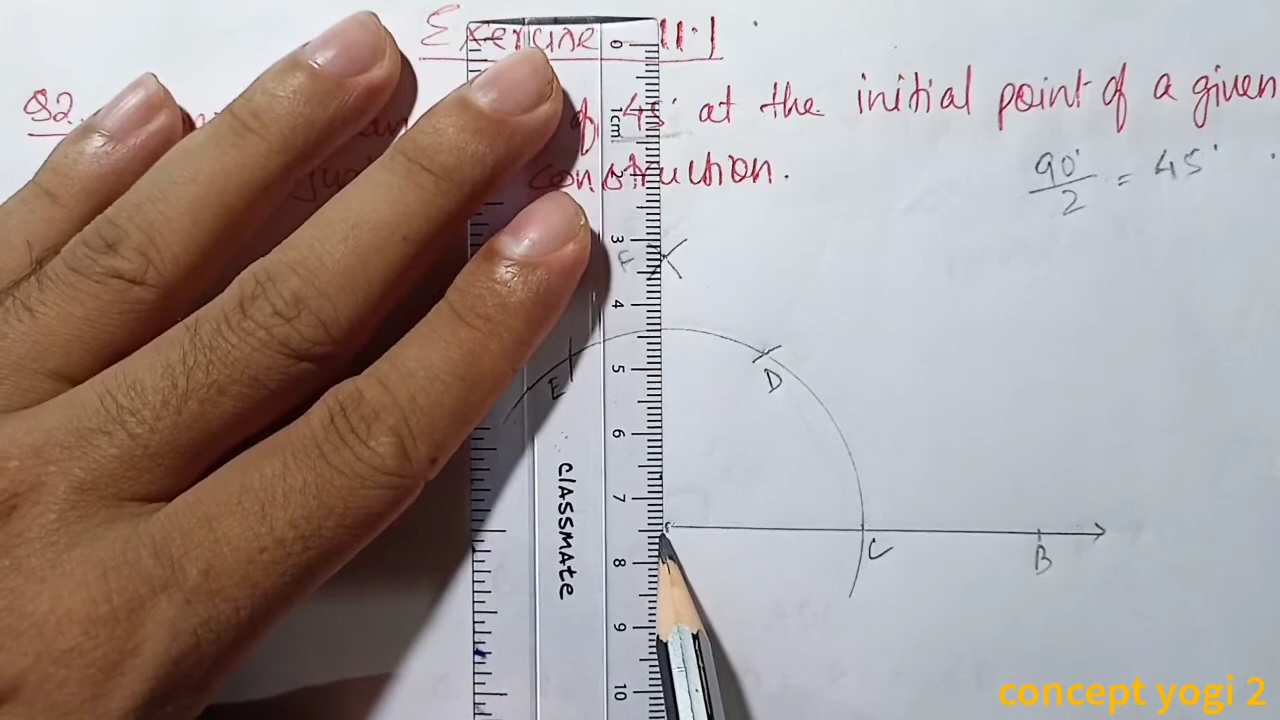 Exercise 11.1
Q2. of 45° at the initial point of a given
construction.
90°/2 = 45°
F
E
D
C
B
0
1cm
2
3
4
5
6
7
8
9
10
classmate
concept yogi 2